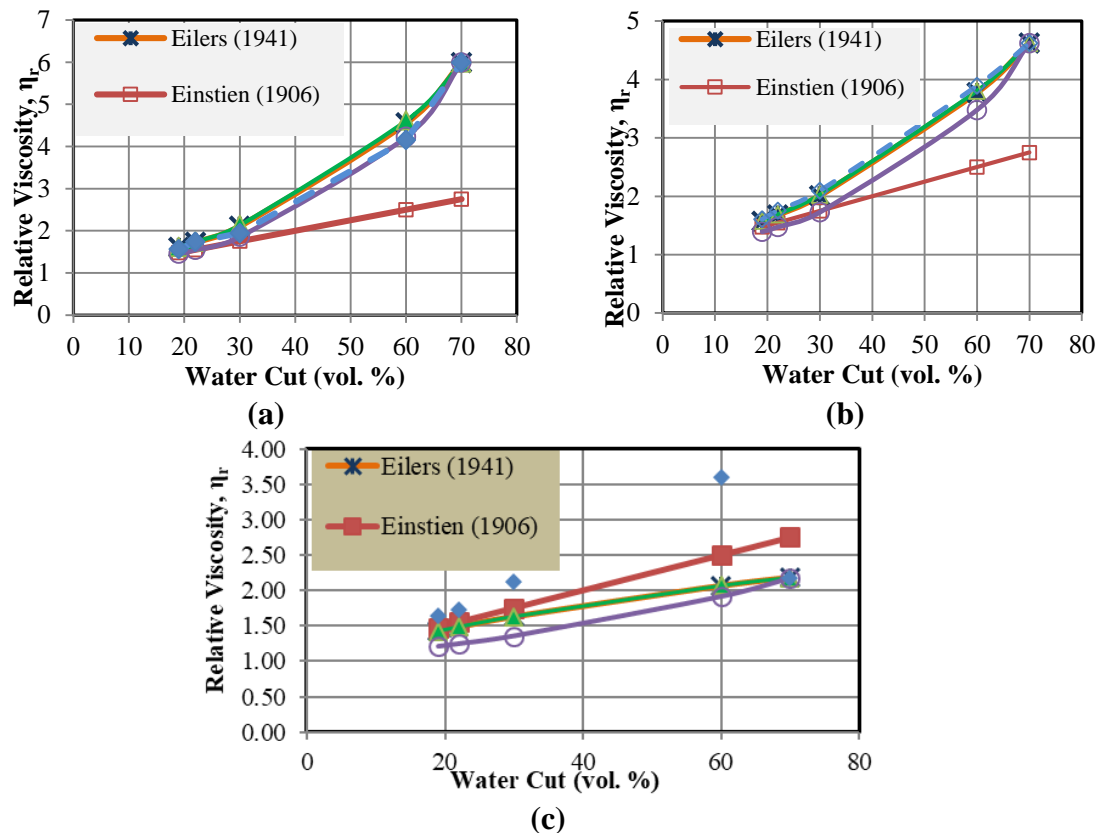 7
6
5
4
3
2
1
0
Relative Viscosity, ηr
Eilers (1941)
Einstien (1906)
0 10 20 30 40 50 60 70 80
Water Cut (vol. %)
(a)
5
4
3
2
1
0
Relative Viscosity, ηr
Eilers (1941)
Einstien (1906)
0 10 20 30 40 50 60 70 80
Water Cut (vol. %)
(b)
4.00
3.50
3.00
2.50
2.00
1.50
1.00
0.50
0.00
Relative Viscosity, ηr
Eilers (1941)
Einstien (1906)
0 20 40 60 80
Water Cut (vol. %)
(c)